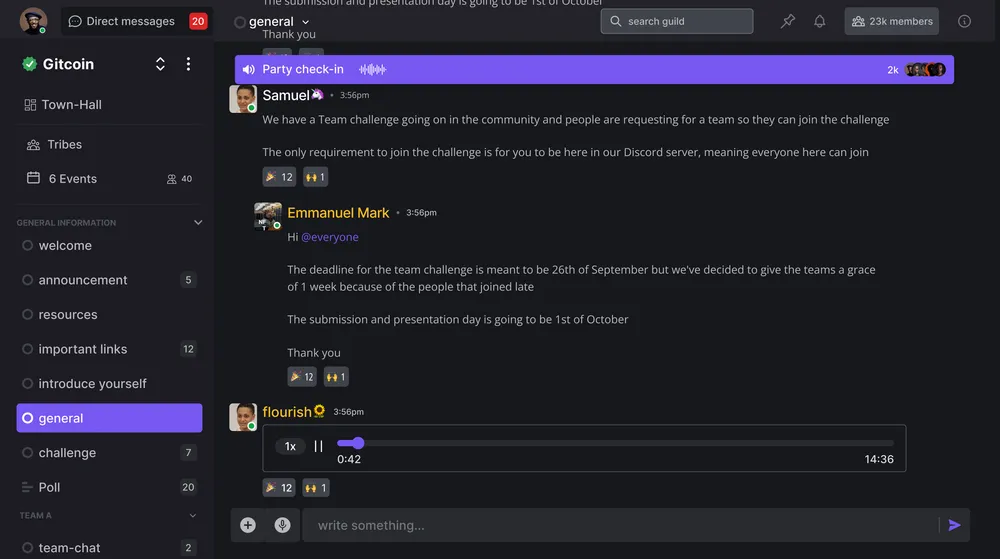 Direct messages 20
Gitcoin
Town-Hall
Tribes
6 Events 40
GENERAL INFORMATION
welcome
announcement 5
resources
important links 12
introduce yourself
general
challenge 7
Poll 20
TEAM A
team-chat 2
The submission and presentation day is going to be 1st of October
general
search guild
23k members
Thank you
Party check-in
2k
Samuel🦄 • 3:56pm
We have a Team challenge going on in the community and people are requesting for a team so they can join the challenge
The only requirement to join the challenge is for you to be here in our Discord server, meaning everyone here can join
🎉 12 🙌 1
Emmanuel Mark • 3:56pm
Hi @everyone
The deadline for the team challenge is meant to be 26th of September but we've decided to give the teams a grace
of 1 week because of the people that joined late
The submission and presentation day is going to be 1st of October
Thank you
🎉 12 🙌 1
flourish🌻 3:56pm
1x
0:42 14:36
🎉 12 🙌 1
write something...